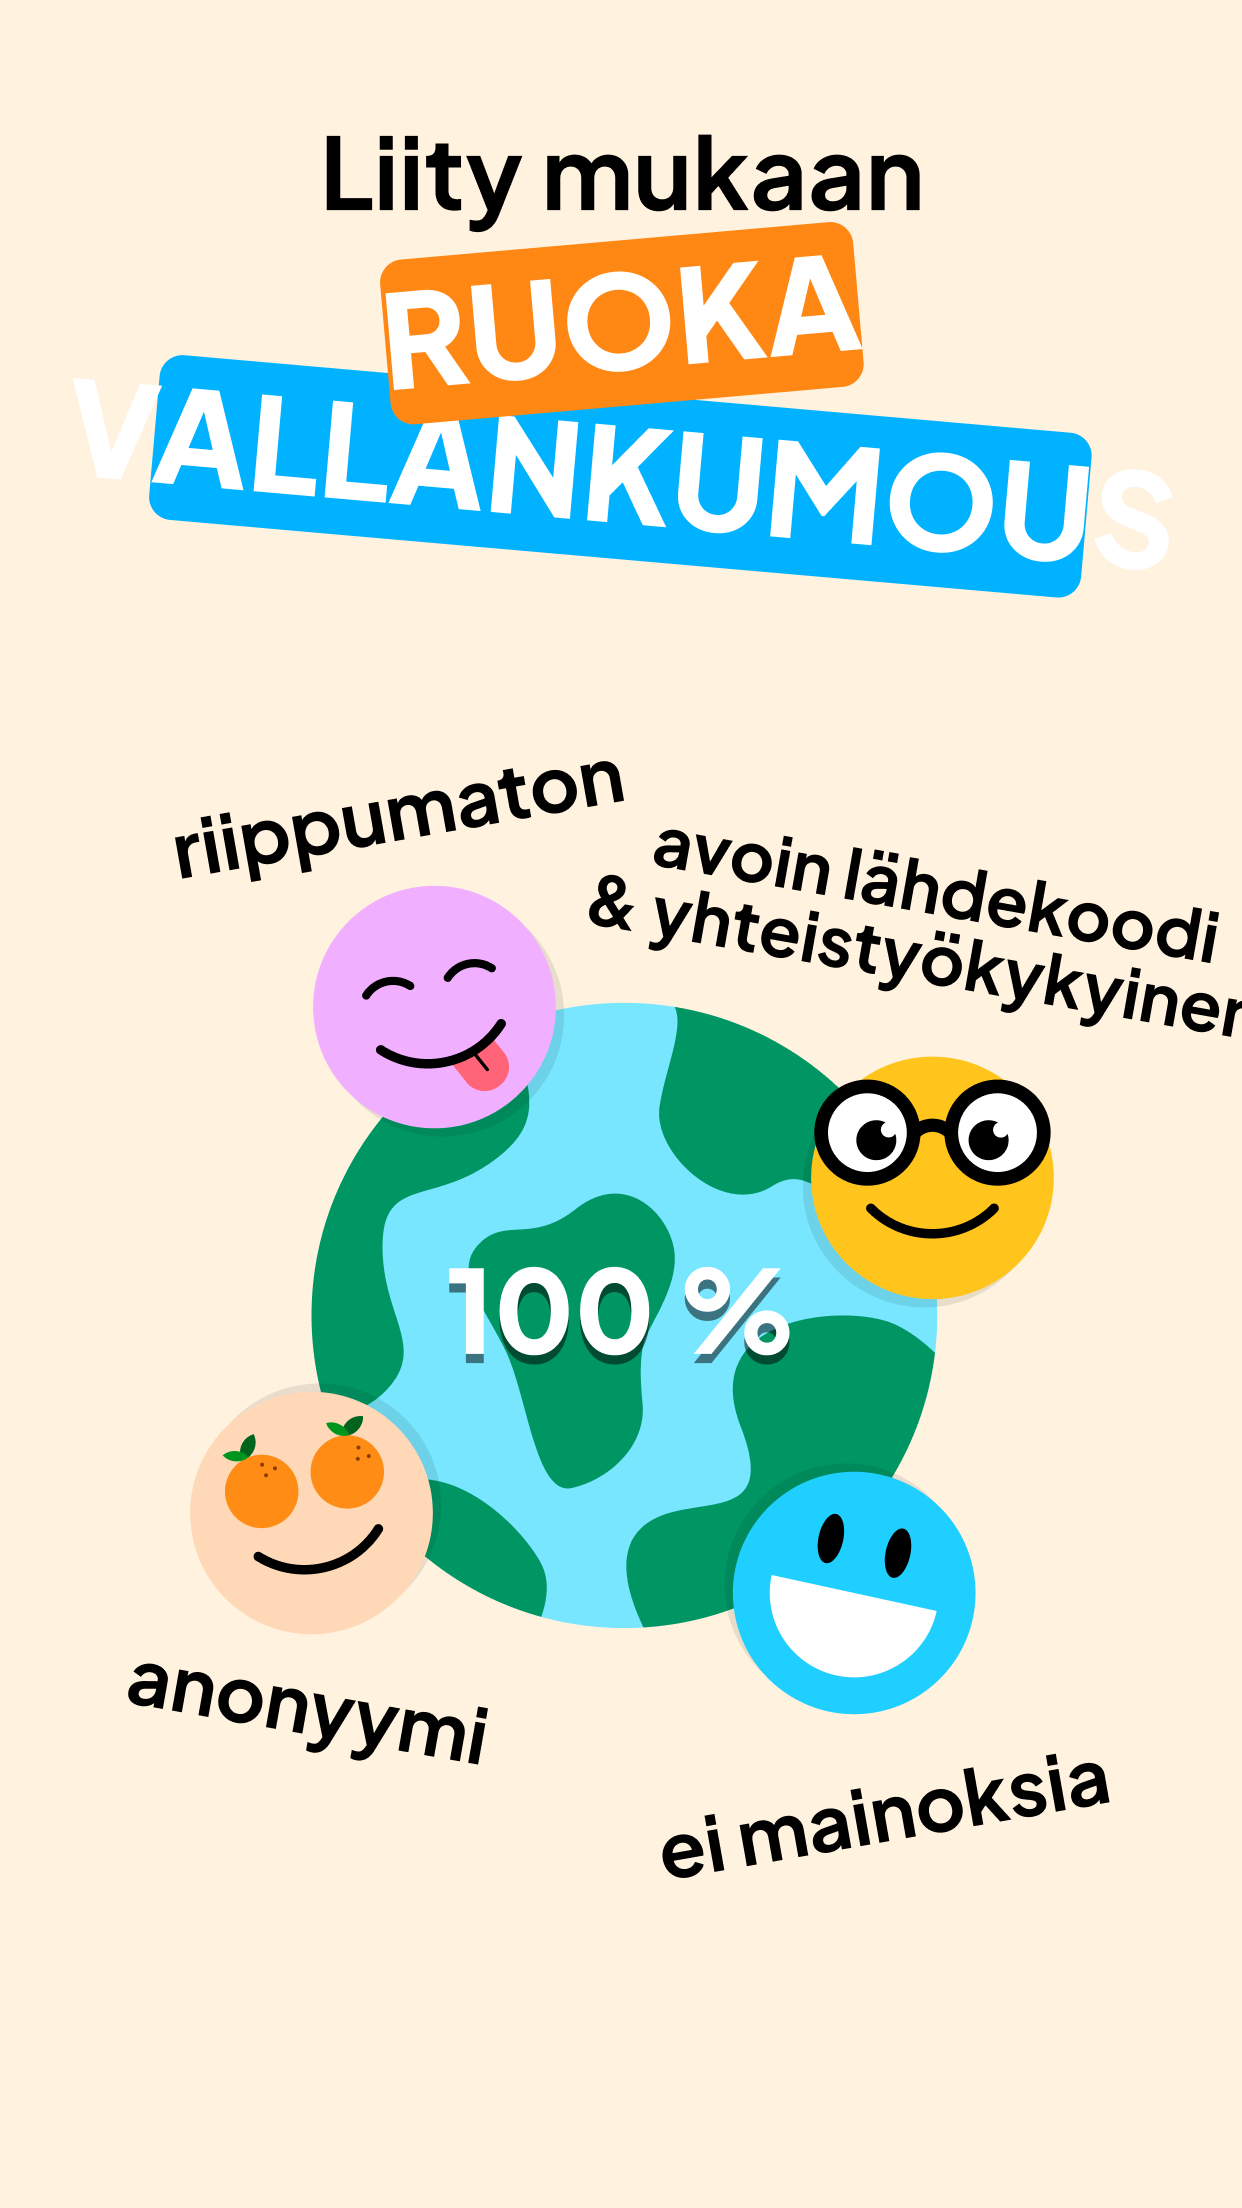 Liity mukaan
RUOKA
VALLANKUMOUS
riippumaton
avoin lähdekoodi
& yhteistyökykyinen
100 %
anonyymi
ei mainoksia